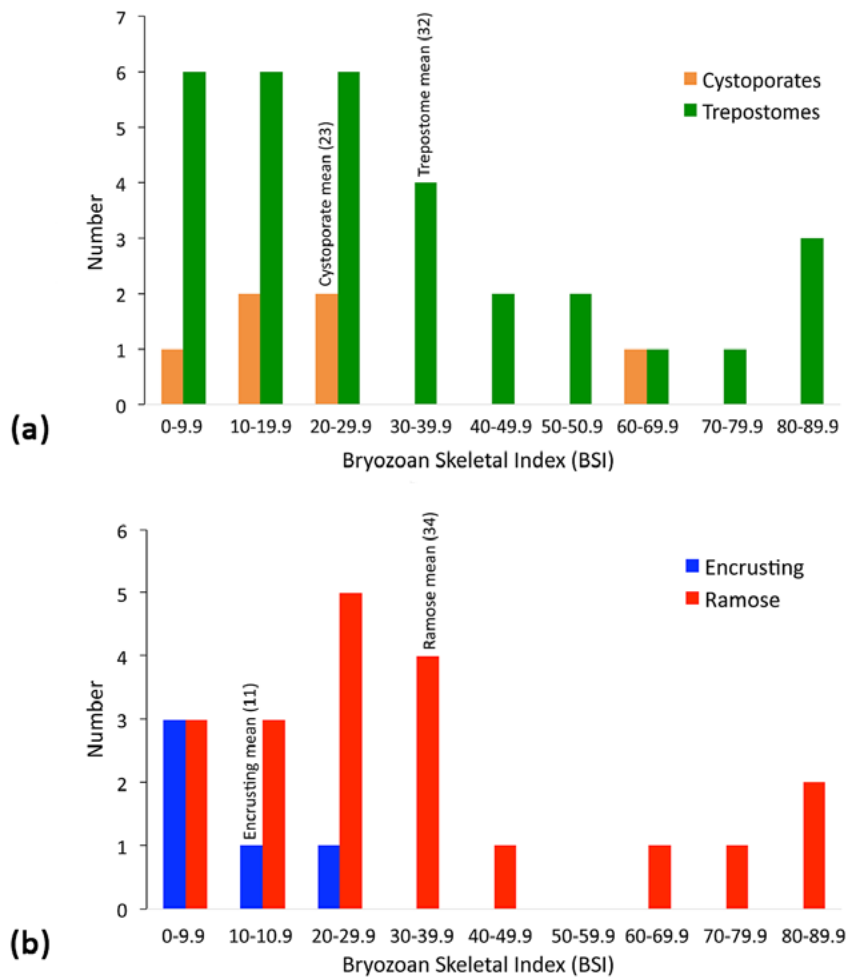 7
6
5
4
3
2
1
0
Number
Cystoporate mean (23)
Trepostome mean (32)
Cystoporates
Trepostomes
(a)
0-9.9 10-19.9 20-29.9 30-39.9 40-49.9 50-50.9 60-69.9 70-79.9 80-89.9
Bryozoan Skeletal Index (BSI)
6
5
4
3
2
1
0
Number
Encrusting mean (11)
Ramose mean (34)
Encrusting
Ramose
(b)
0-9.9 10-10.9 20-29.9 30-39.9 40-49.9 50-59.9 60-69.9 70-79.9 80-89.9
Bryozoan Skeletal Index (BSI)